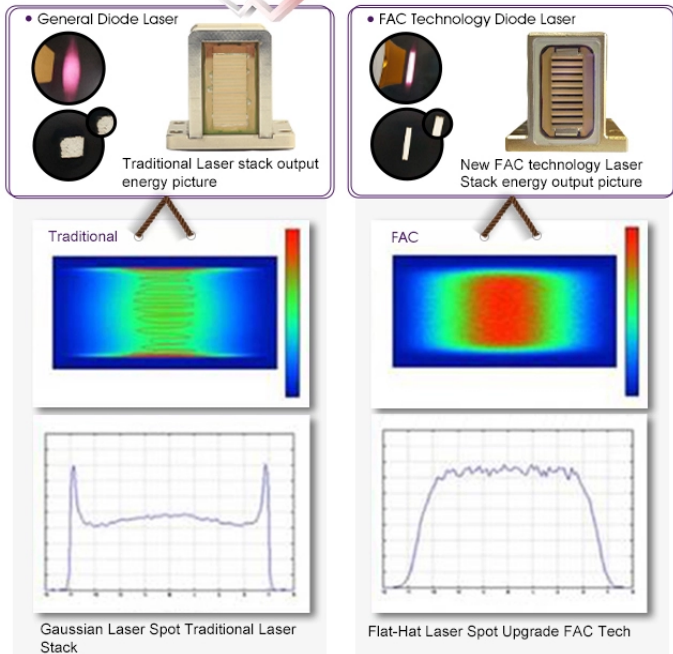 General Diode Laser
Traditional Laser stack output
energy picture
FAC Technology Diode Laser
New FAC technology Laser
Stack energy output picture
Traditional
FAC
Gaussian Laser Spot Traditional Laser
Stack
Flat-Hat Laser Spot Upgrade FAC Tech